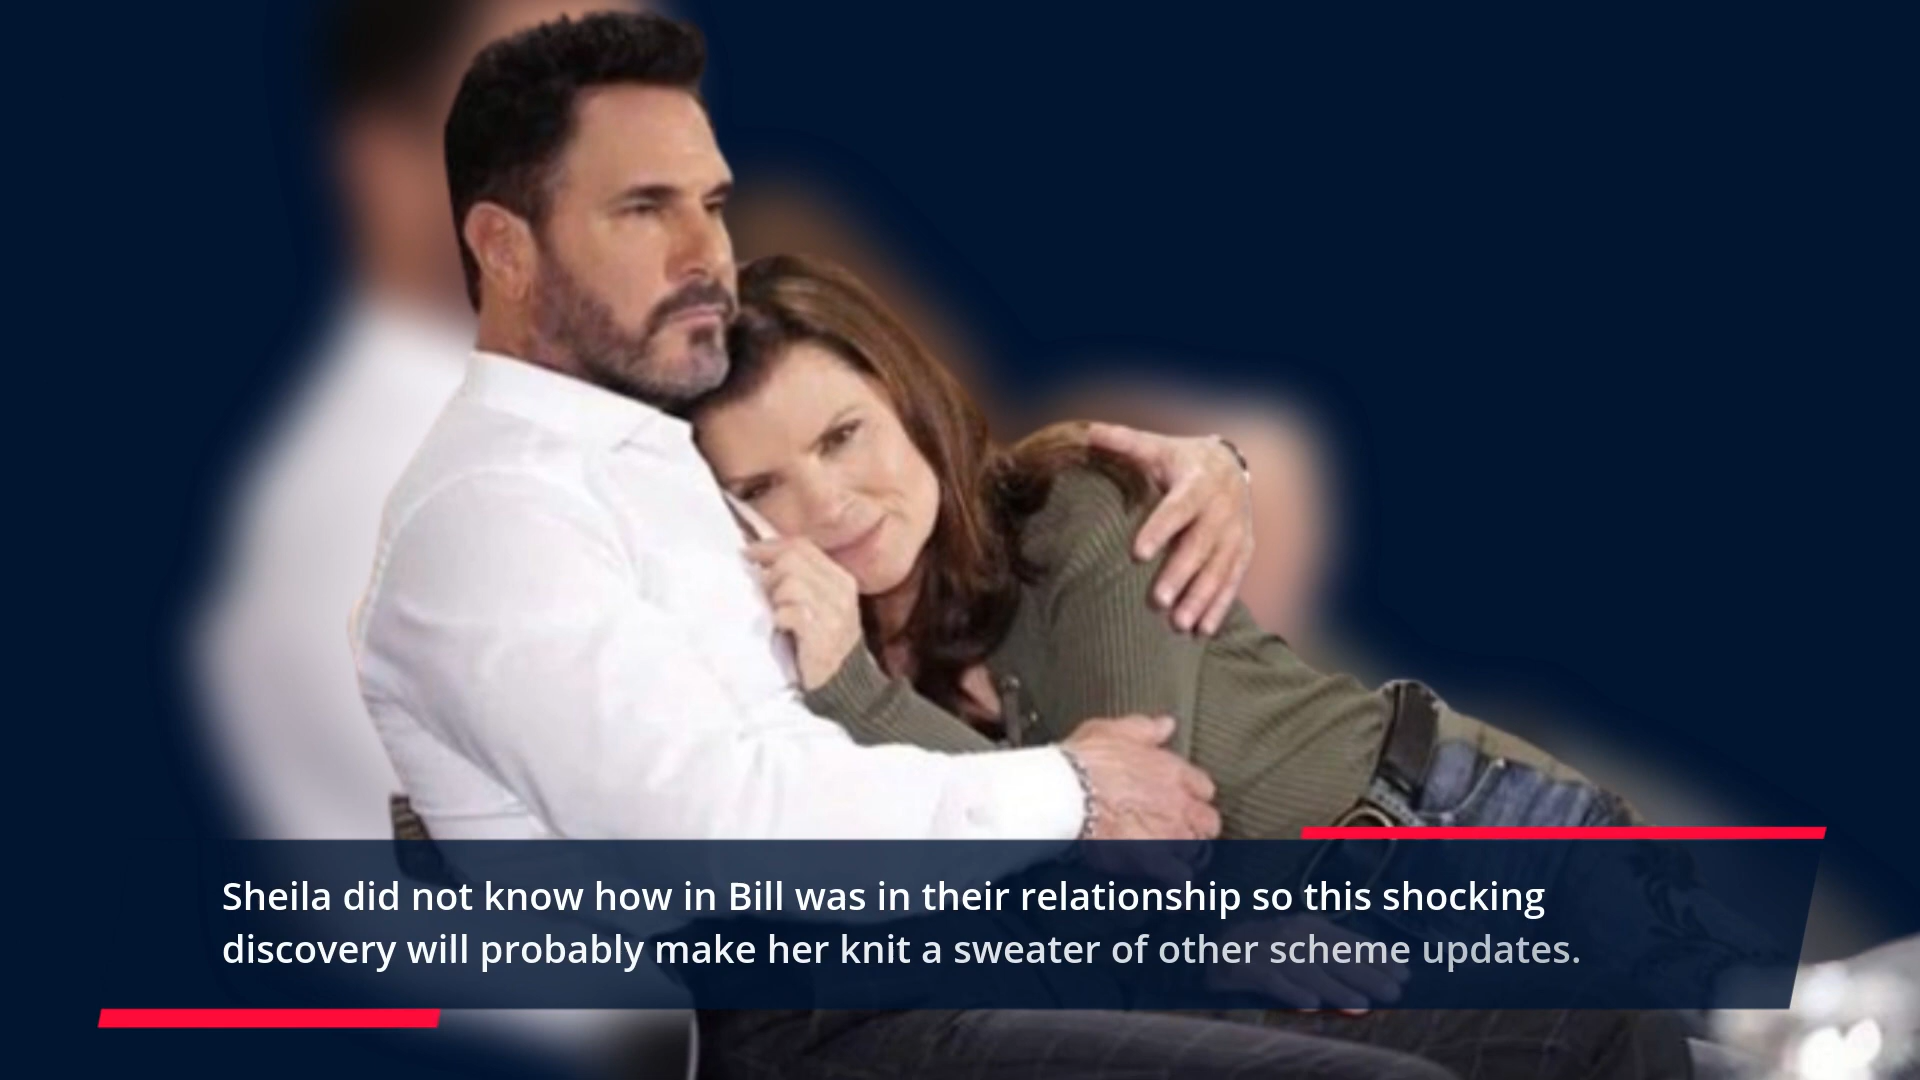 Sheila did not know how in Bill was in their relationship so this shocking
discovery will probably make her knit a sweater of other scheme updates.